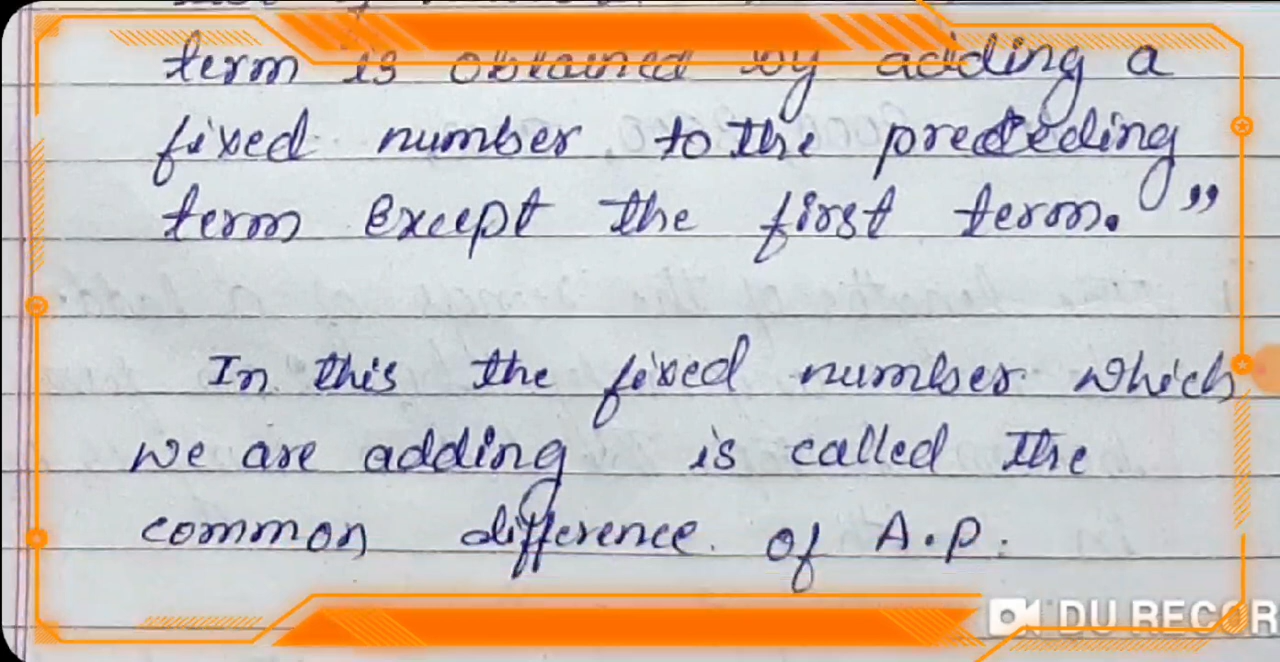 term is obtained by adding a
fixed number to the preceding
term Except the first term."
In this the fixed number which
we are adding is called the
common difference of A.P.
DU RECOR